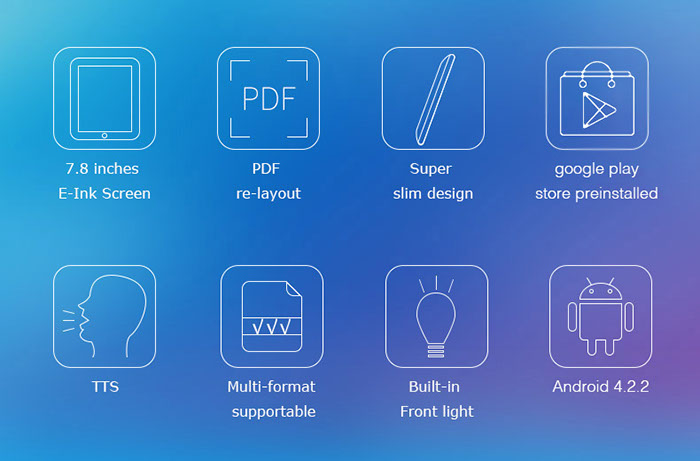 7.8 inches
E-Ink Screen
PDF
PDF
re-layout
Super
slim design
google play
store preinstalled
TTS
√√√
Multi-format
supportable
Built-in
Front light
Android 4.2.2